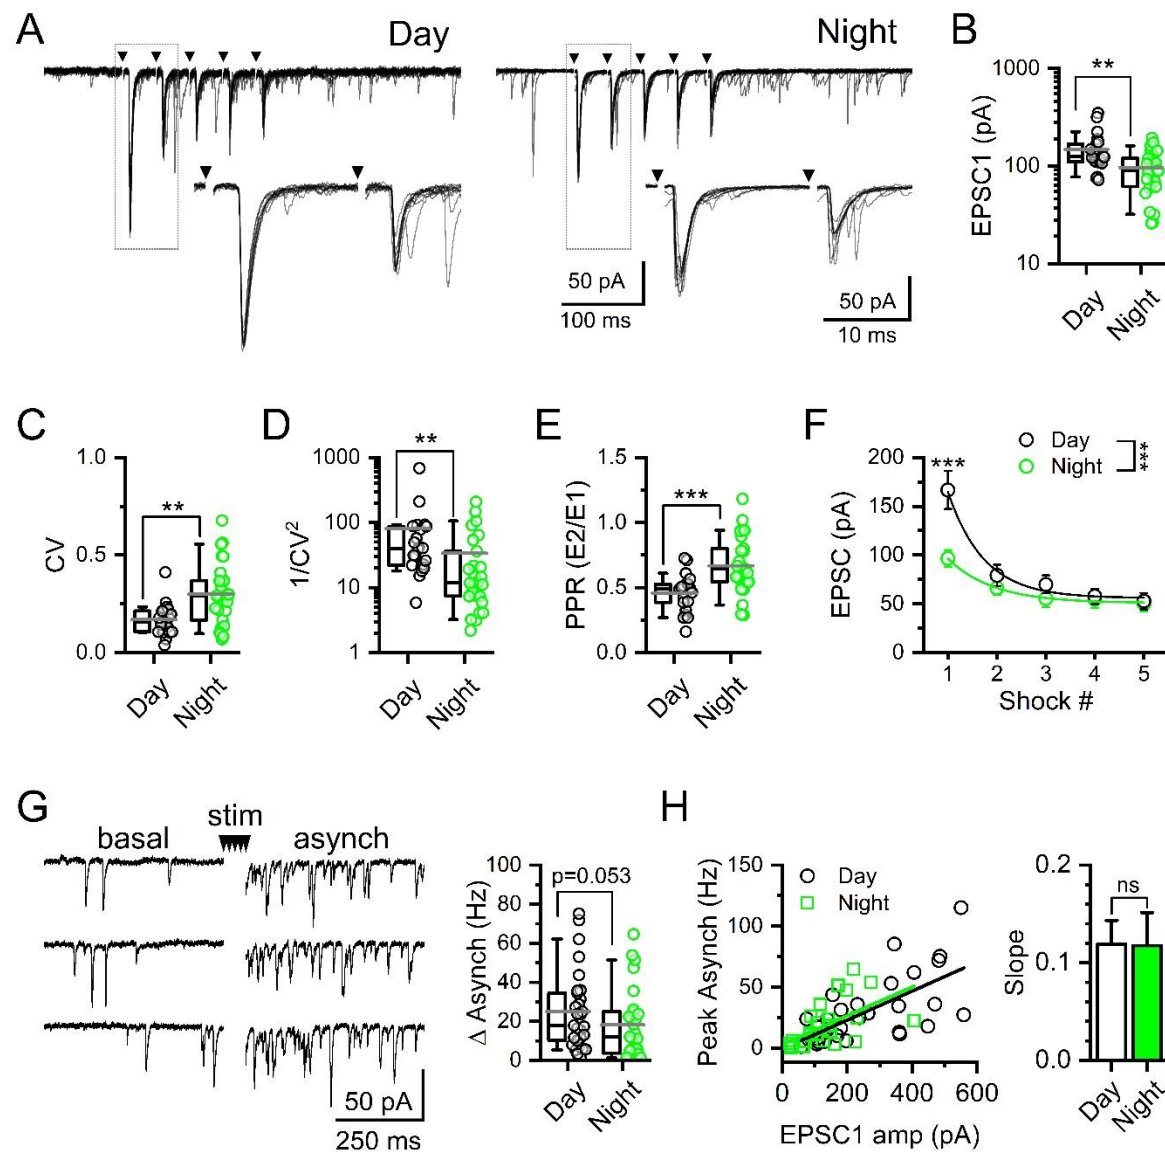 A
Day
Night
50 pA
100 ms
50 pA
10 ms
B
EPSC1 (pA)
1000
100
10
**
Day
Night
C
CV
1.0
0.5
0.0
**
Day
Night
D
1/CV²
1000
100
10
1
**
Day
Night
E
PPR (E2/E1)
1.5
1.0
0.5
0.0
***
Day
Night
F
EPSC (pA)
200
150
100
50
0
***
Day
Night
***
1 2 3 4 5
Shock #
G
basal
stim
asynch
50 pA
250 ms
Δ Asynch (Hz)
100
80
60
40
20
0
p=0.053
Day
Night
H
Peak Asynch (Hz)
150
100
50
0
Day
Night
0 200 400 600
EPSC1 amp (pA)
Slope
0.2
0.1
0.0
ns
Day
Night